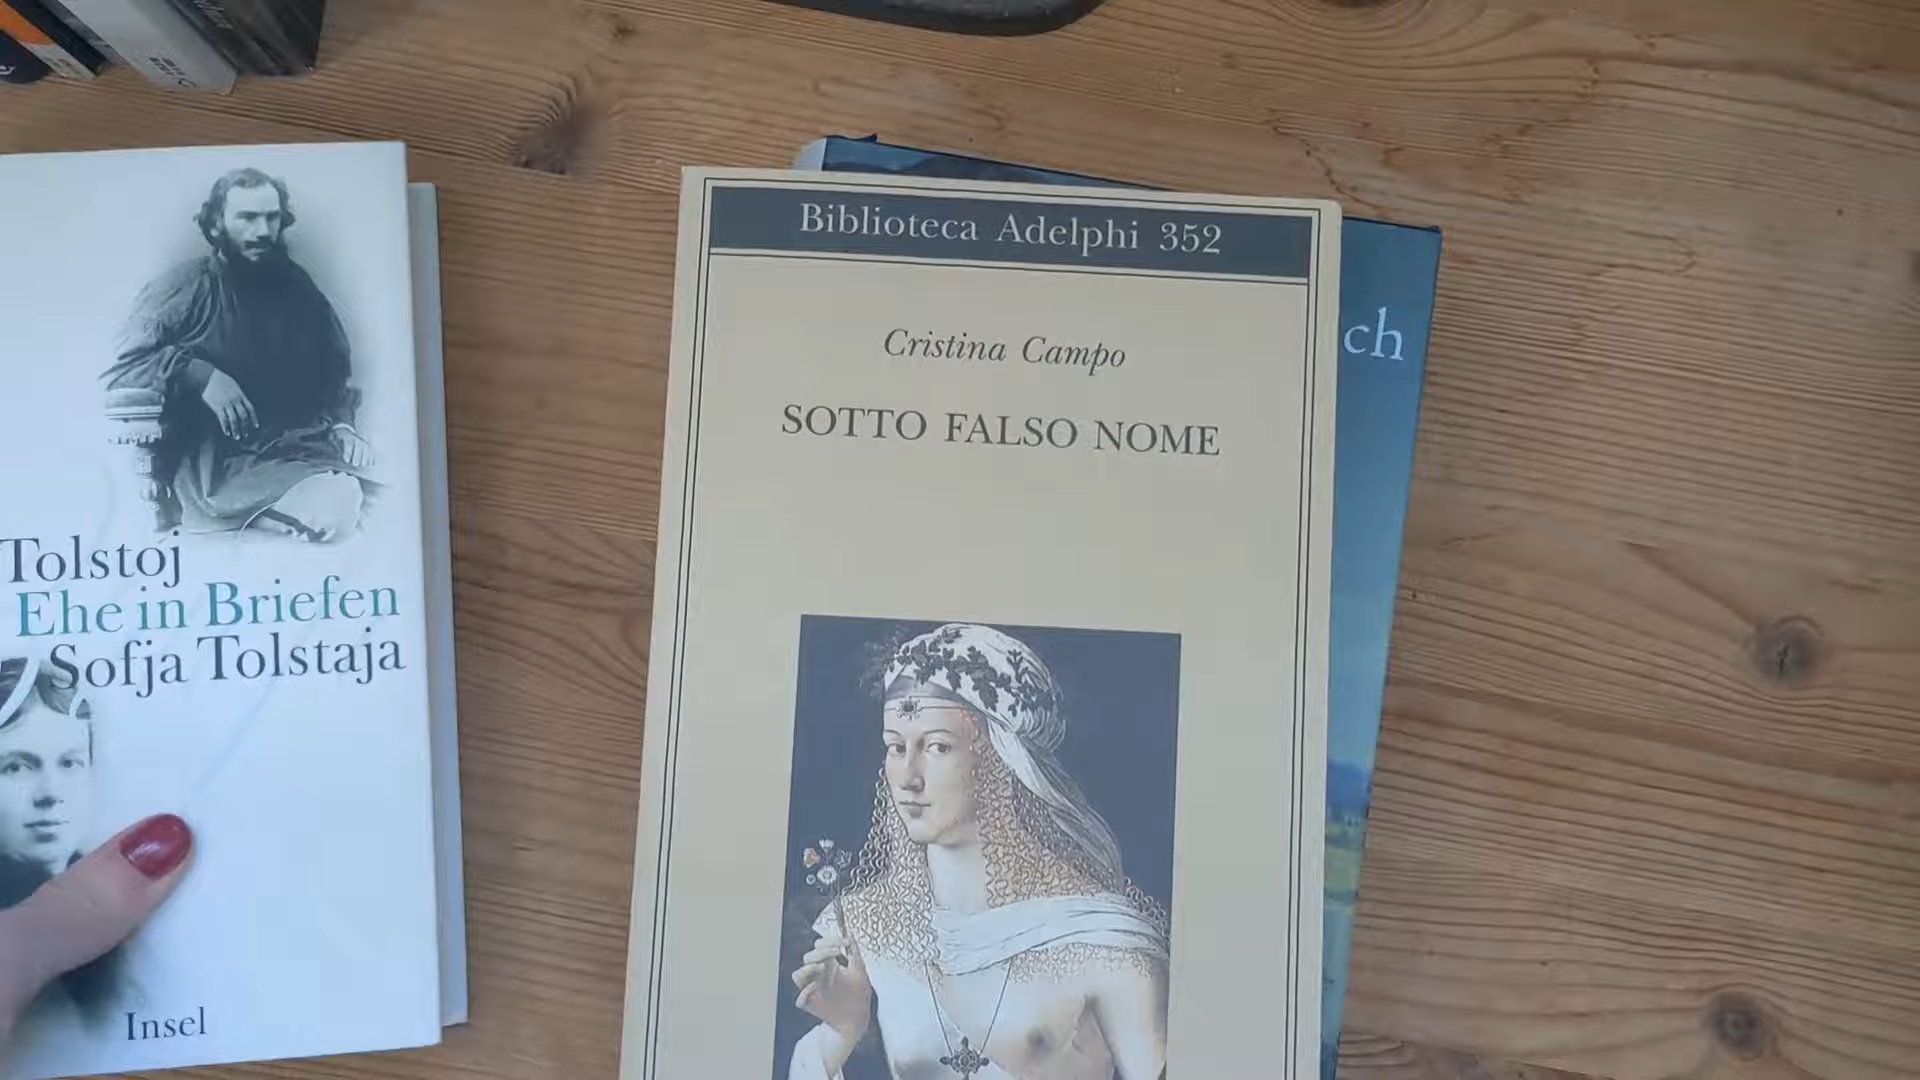 Tolstoj
Ehe in Briefen
Sofja Tolstaja
Insel
Biblioteca Adelphi 352
Cristina Campo
SOTTO FALSO NOME
ch